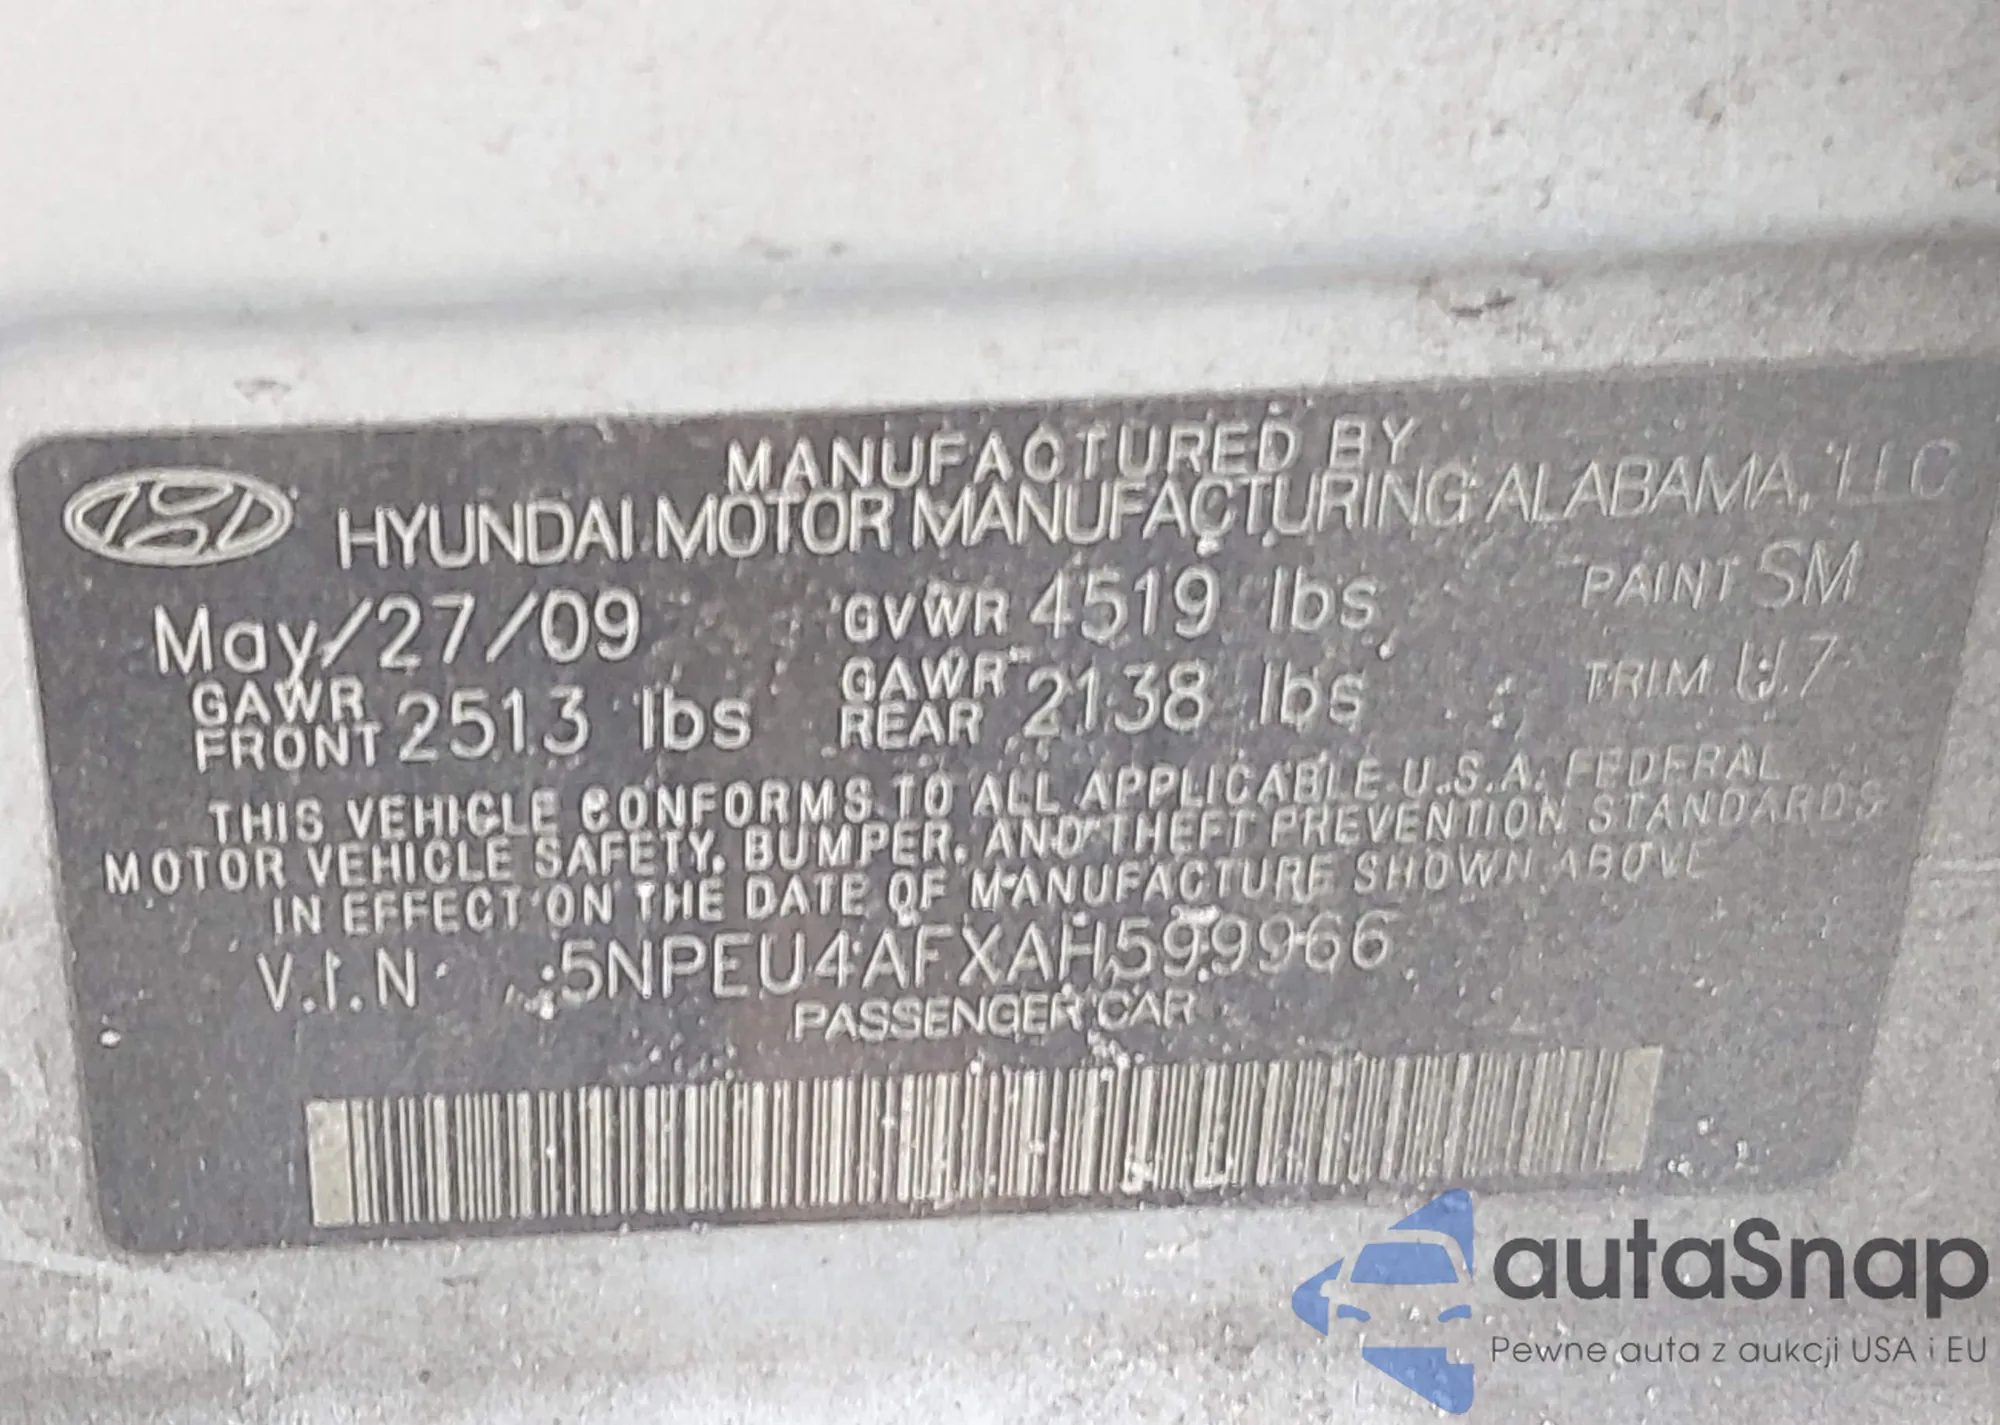 MANUFACTURED BY
HYUNDAI MOTOR MANUFACTURING ALABAMA, LLC
May/27/09 GVWR 4519 lbs PAINT SM
GAWR FRONT 2513 lbs GAWR REAR 2138 lbs TRIM U7
THIS VEHICLE CONFORMS TO ALL APPLICABLE U.S.A. FEDERAL
MOTOR VEHICLE SAFETY, BUMPER, AND THEFT PREVENTION STANDARDS
IN EFFECT ON THE DATE OF MANUFACTURE SHOWN ABOVE
V.I.N :5NPEU4AFXAH599966
PASSENGER CAR
autaSnap
Pewne auta z aukcji USA i EU